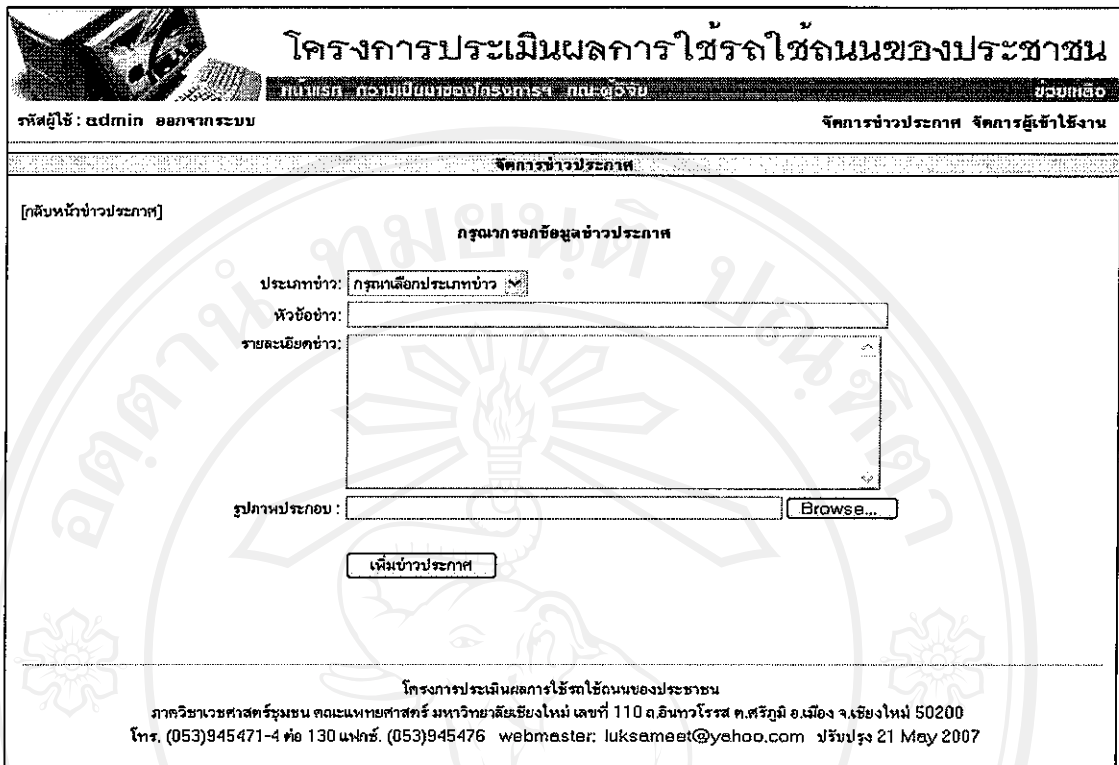 โครงการประเมินผลการใช้รถใช้ถนนของประชาชน
หน้าแรก ความเป็นมาของโครงการฯ คณะผู้วิจัย ช่วยเหลือ
รหัสผู้ใช้ : admin ออกจากระบบ จัดการข่าวประกาศ จัดการผู้เข้าใช้งาน
จัดการข่าวประกาศ
[กลับหน้าข่าวประกาศ]
กรุณากรอกข้อมูลข่าวประกาศ
ประเภทข่าว: กรุณาเลือกประเภทข่าว
หัวข้อข่าว:
รายละเอียดข่าว:
รูปภาพประกอบ : Browse...
เพิ่มข่าวประกาศ
โครงการประเมินผลการใช้รถใช้ถนนของประชาชน
ภาควิชาเวชศาสตร์ชุมชน คณะแพทยศาสตร์ มหาวิทยาลัยเชียงใหม่ เลขที่ 110 ถ.อินทวโรรส ต.ศรีภูมิ อ.เมือง จ.เชียงใหม่ 50200
โทร. (053)945471-4 ต่อ 130 แฟกซ์. (053)945476 webmaster: luksameet@yahoo.com ปรับปรุง 21 May 2007